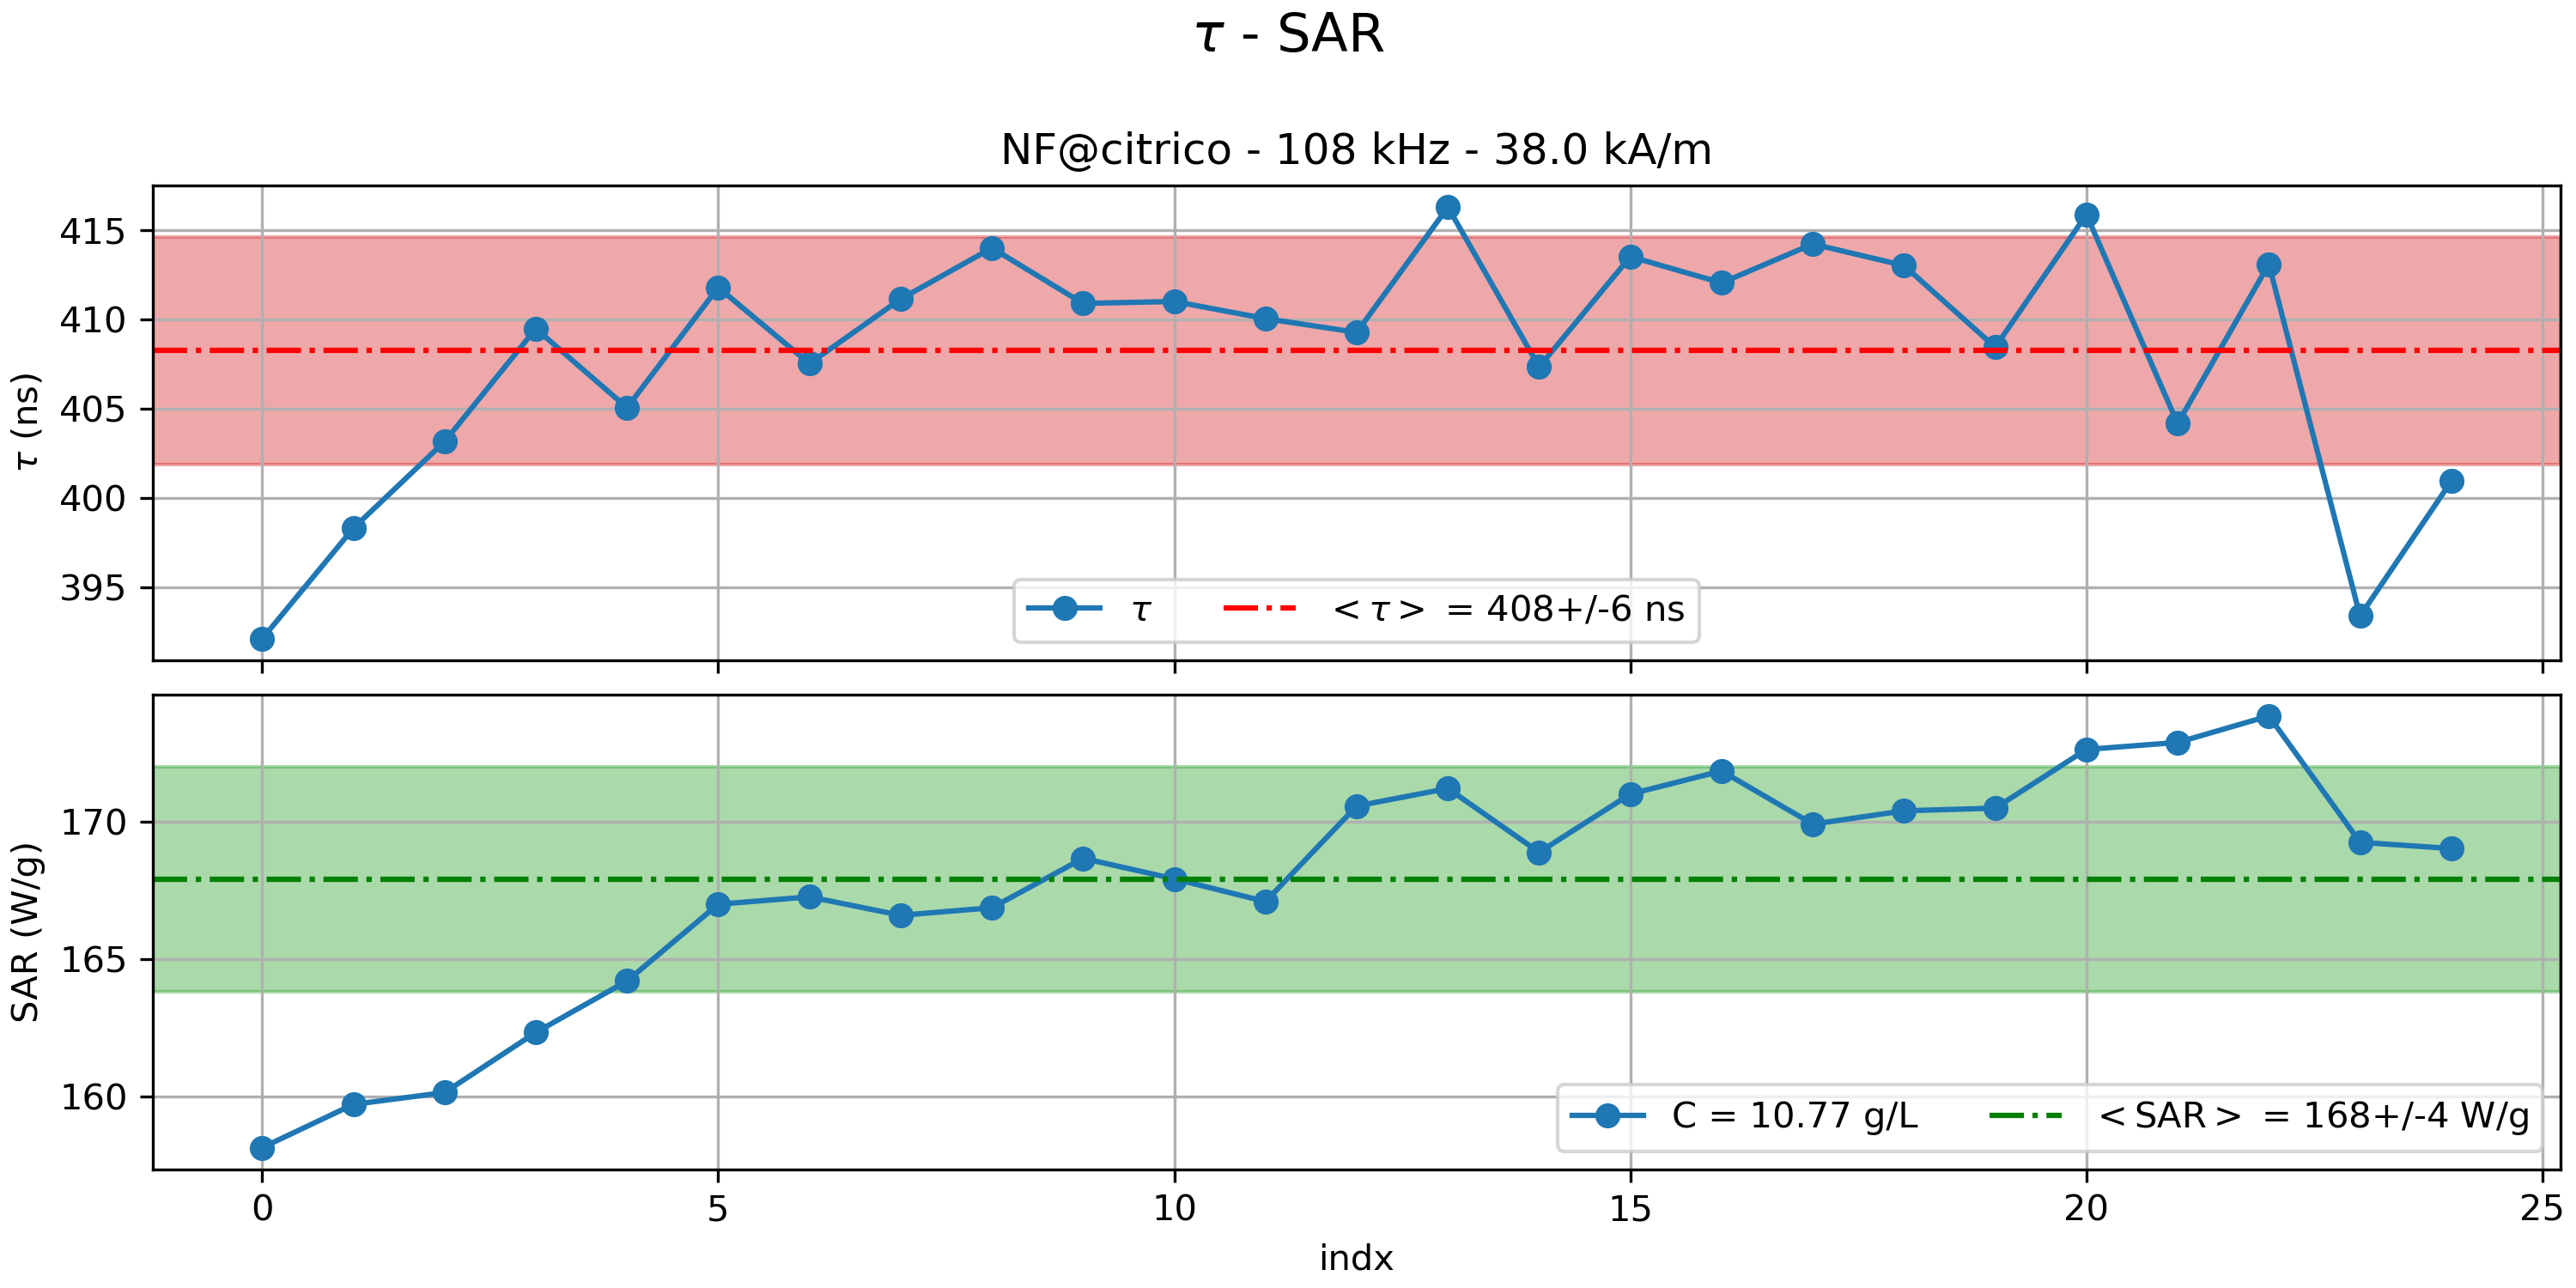 τ - SAR
NF@citrico - 108 kHz - 38.0 kA/m
τ (ns)
415
410
405
400
395
τ
<τ> = 408+/-6 ns
SAR (W/g)
170
165
160
C = 10.77 g/L
<SAR> = 168+/-4 W/g
0 5 10 15 20 25
indx